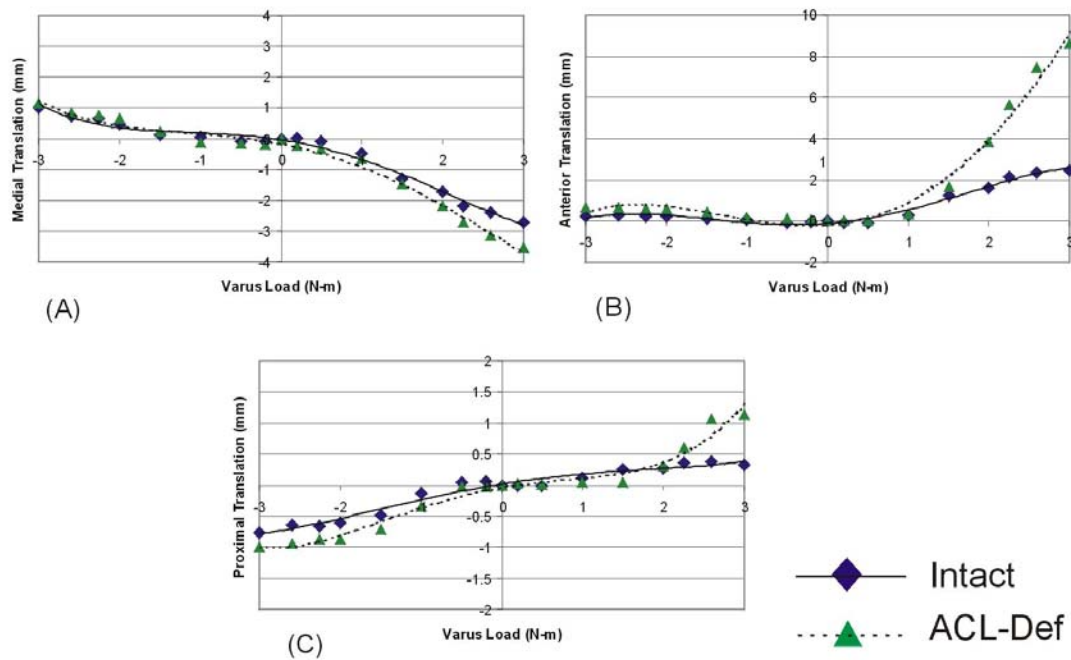 4
3
2
1
0
-3 -2 -1 0 1 2 3
-1
-2
-3
-4
Medial Translation (mm)
Varus Load (N-m)
(A)
10
8
6
4
2
0
-3 -2 -1 0 1 2 3
-2
Anterior Translation (mm)
Varus Load (N-m)
(B)
2
1.5
1
0.5
0
-3 -2 -1 0 1 2 3
-0.5
-1
-1.5
-2
Proximal Translation (mm)
Varus Load (N-m)
(C)
Intact
ACL-Def